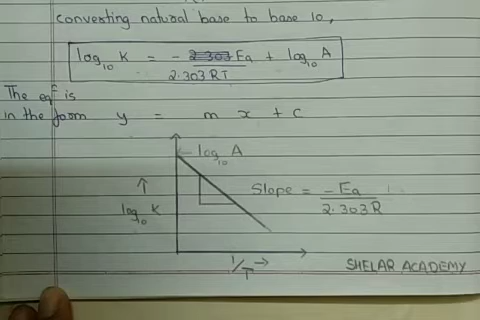 converting natural base to base 10,
log₁₀ K = - Ea / 2.303 RT + log₁₀ A
The eqⁿ is
in the form y = m x + c
log₁₀ A
↑
log₁₀ K
Slope = -Ea / 2.303 R
1/T →
SHELAR ACADEMY